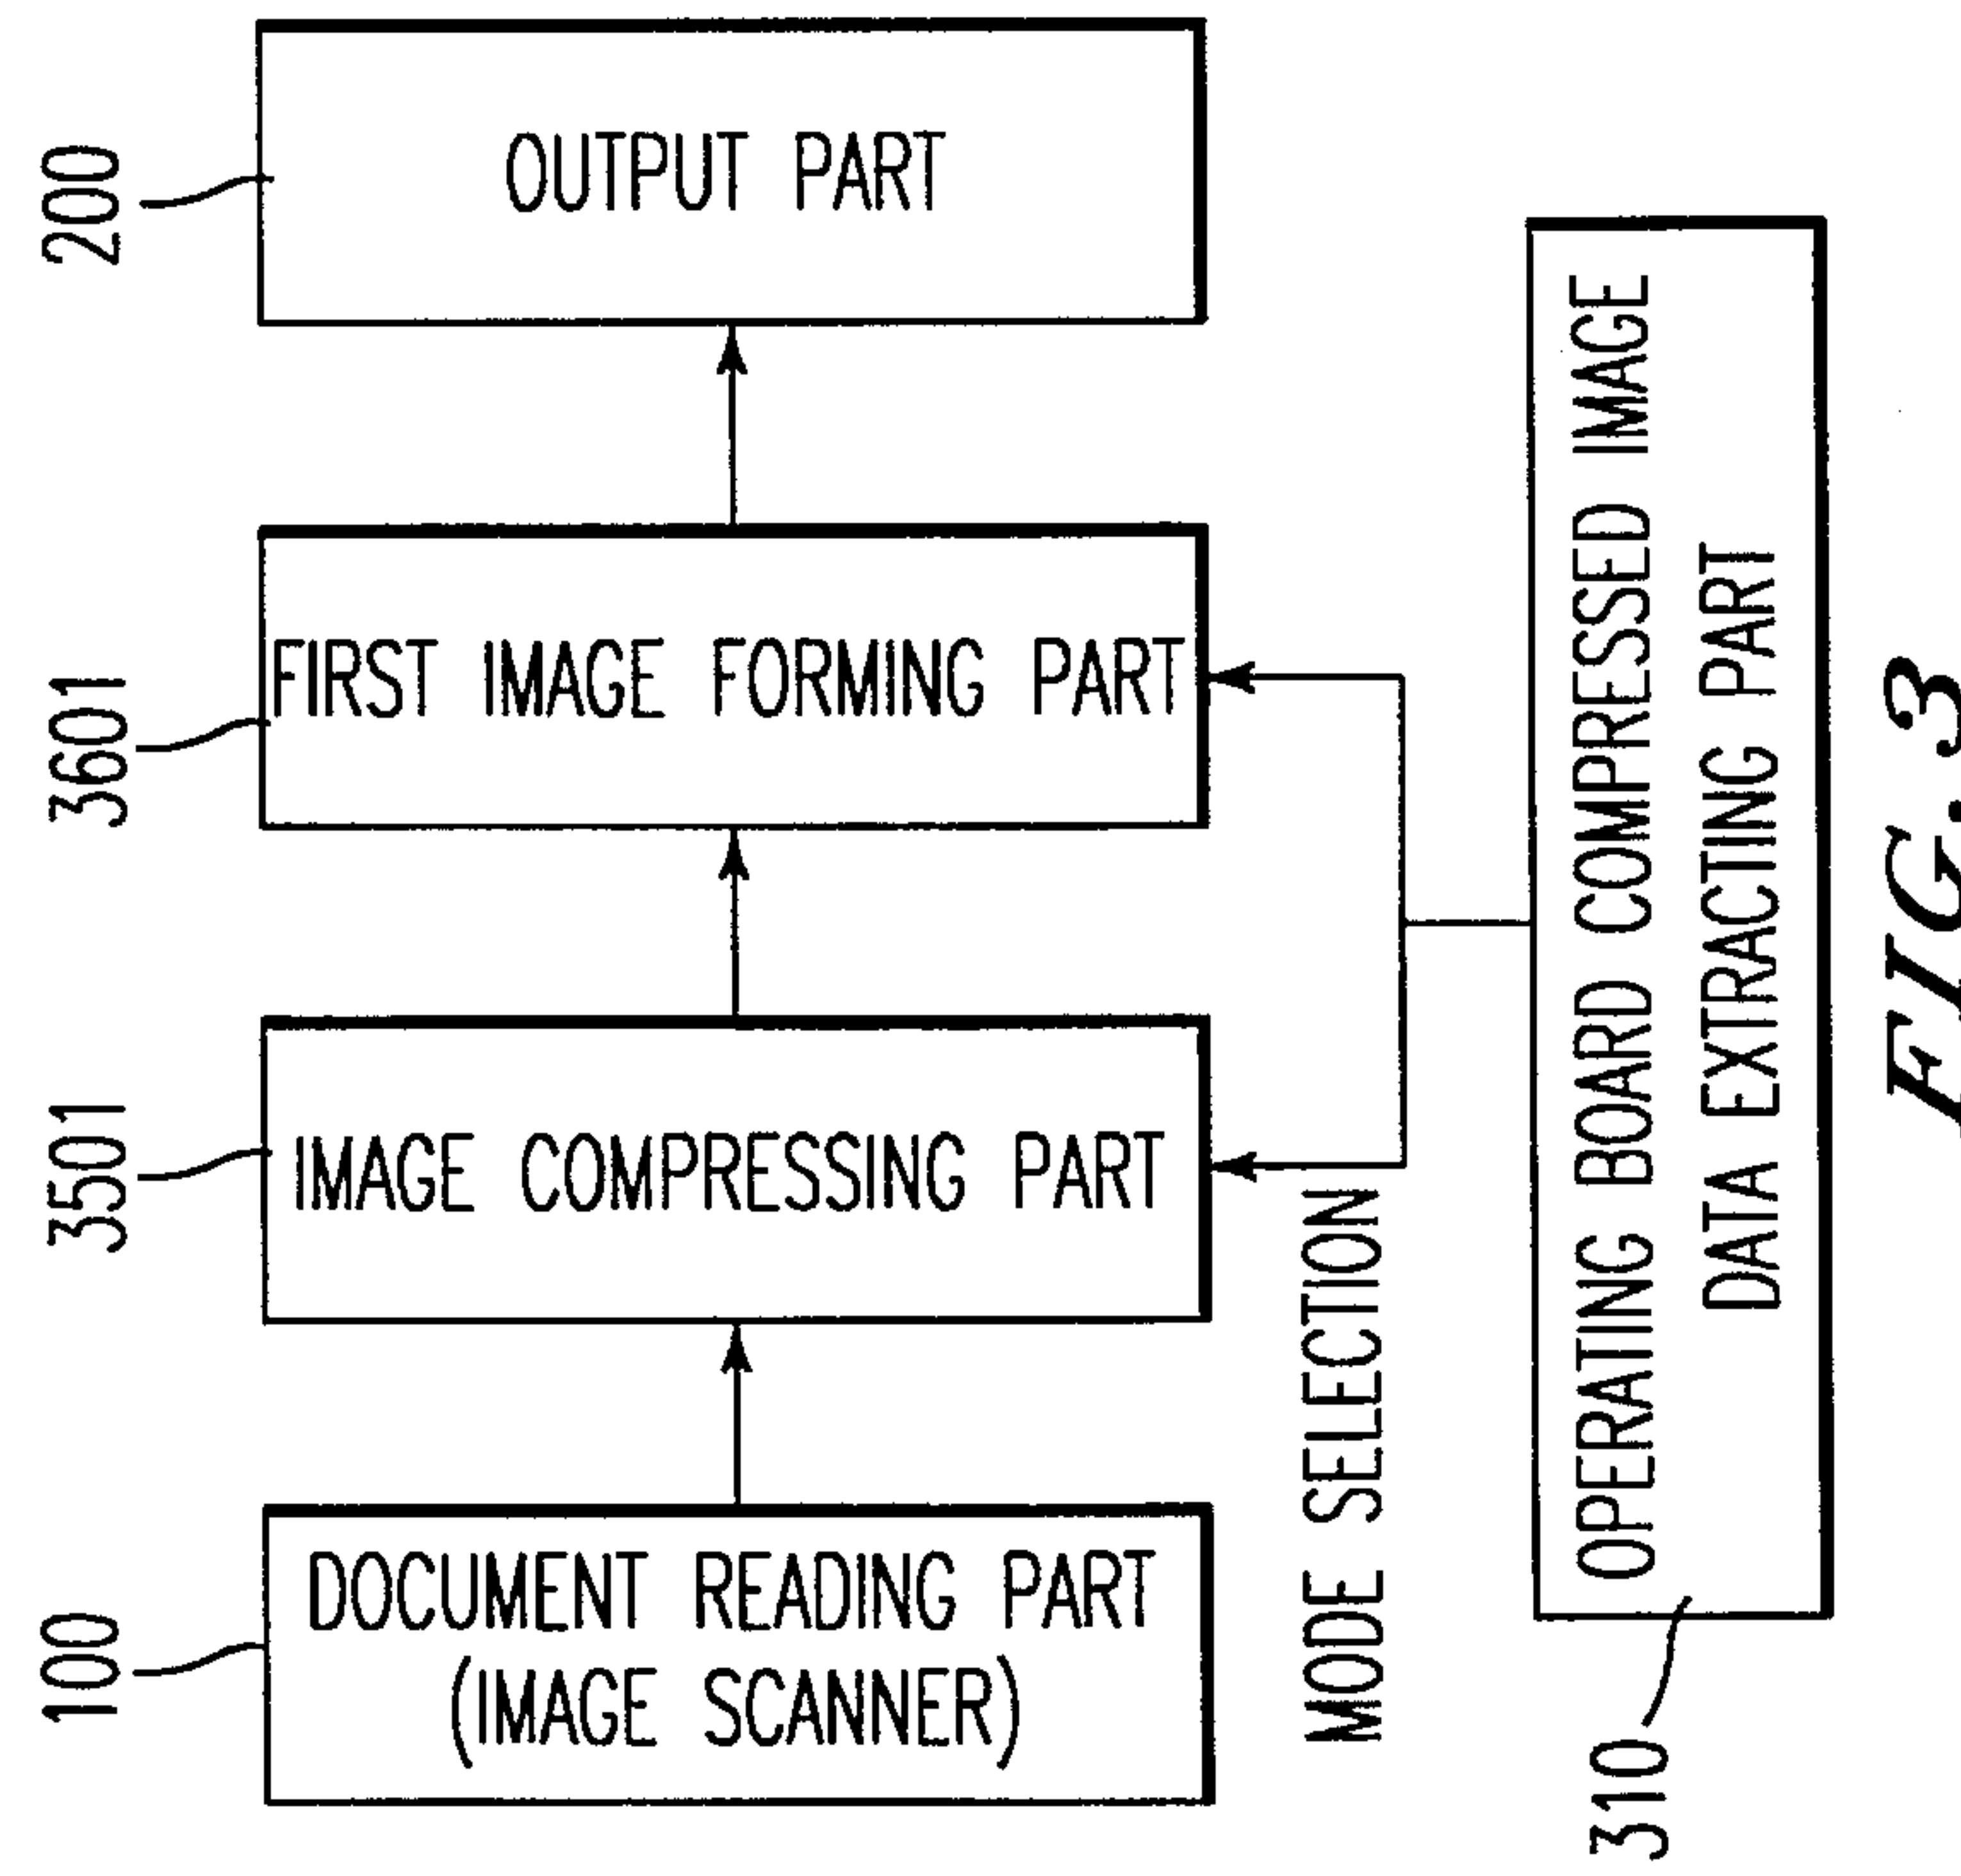 100
DOCUMENT READING PART
(IMAGE SCANNER)
3501
IMAGE COMPRESSING PART
3601
FIRST IMAGE FORMING PART
200
OUTPUT PART
MODE SELECTION
310
OPERATING BOARD COMPRESSED IMAGE
DATA EXTRACTING PART
FIG.3